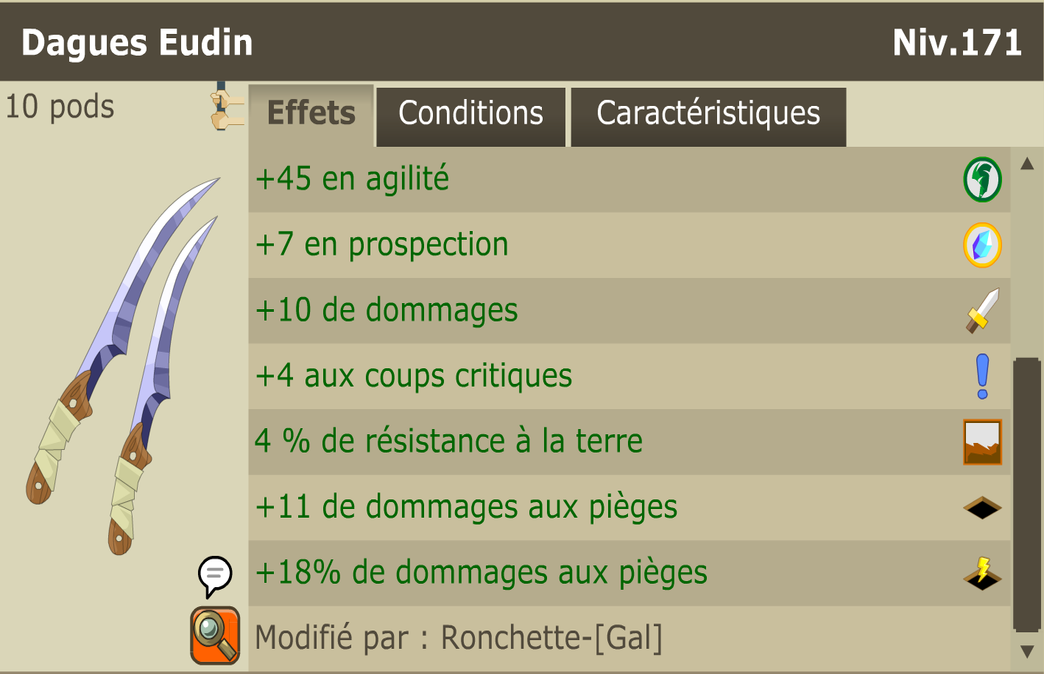 Dagues Eudin
Niv.171
10 pods
Effets
Conditions
Caractéristiques
+45 en agilité
+7 en prospection
+10 de dommages
+4 aux coups critiques
4 % de résistance à la terre
+11 de dommages aux pièges
+18% de dommages aux pièges
Modifié par : Ronchette-[Gal]